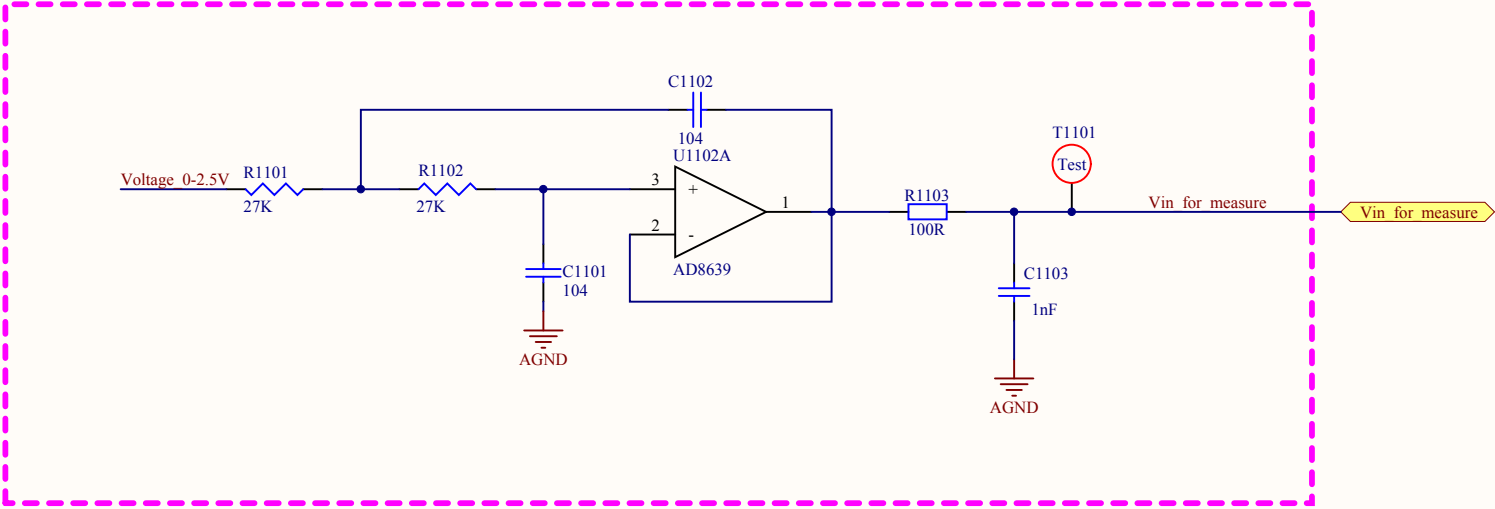 C1102
104
U1102A
T1101
Test
Voltage 0-2.5V
R1101
27K
R1102
27K
3
+
2
-
1
AD8639
R1103
100R
Vin for measure
Vin for measure
C1101
104
AGND
C1103
1nF
AGND